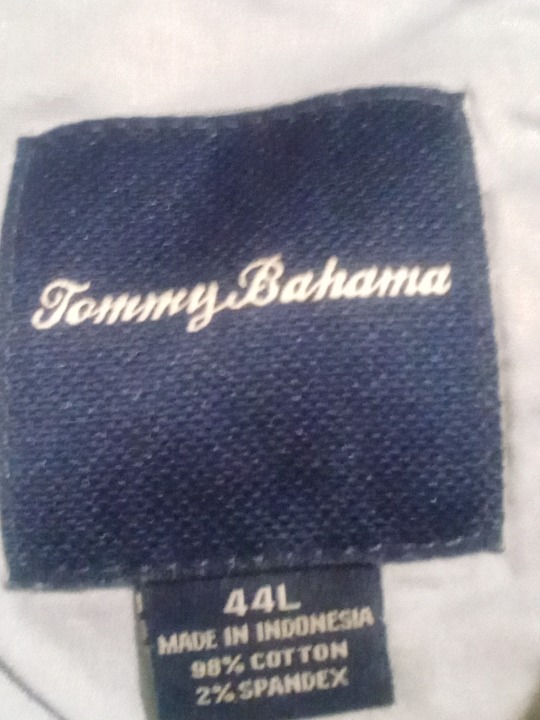 Tommy Bahama
44L
MADE IN INDONESIA
98% COTTON
2% SPANDEX